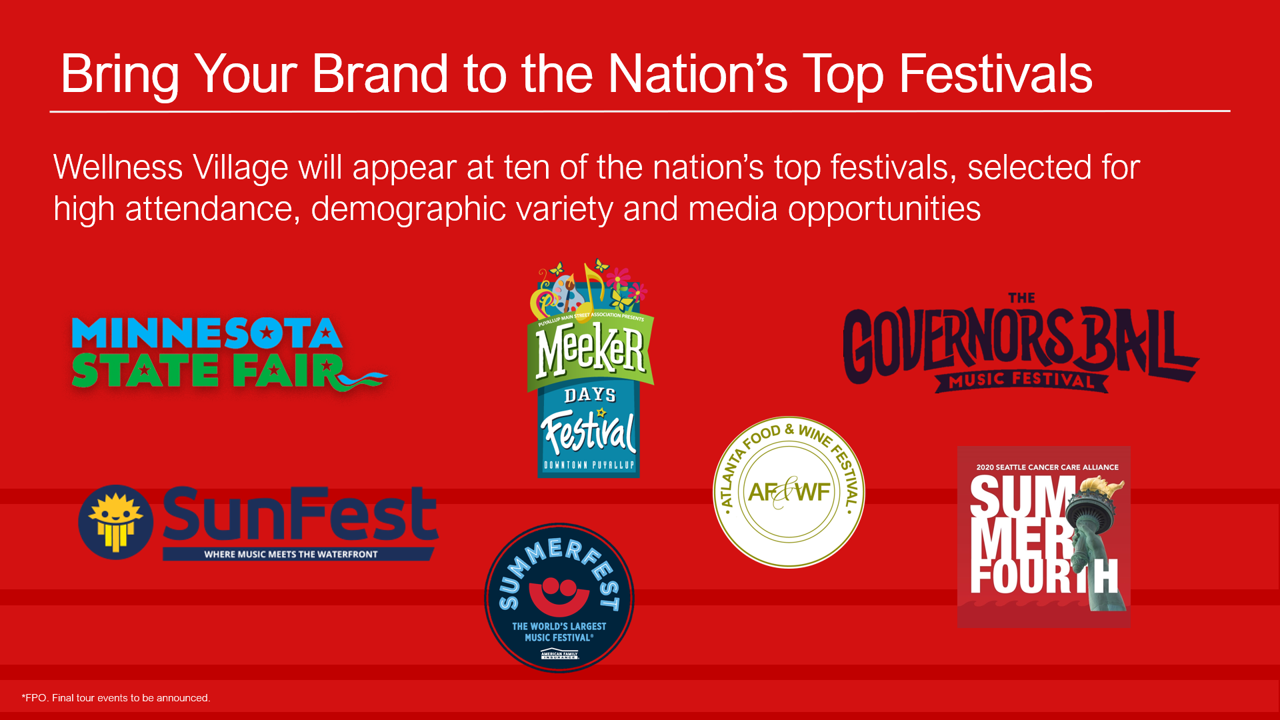 Bring Your Brand to the Nation's Top Festivals
Wellness Village will appear at ten of the nation's top festivals, selected for
high attendance, demographic variety and media opportunities
MINNESOTA
STATE FAIR
PUYALLUP MAIN STREET ASSOCIATION PRESENTS
MeeKeR
DAYS
Festival
DOWNTOWN PUYALLUP
THE
GOVERNORS BALL
MUSIC FESTIVAL
SunFest
WHERE MUSIC MEETS THE WATERFRONT
SUMMERFEST
THE WORLD'S LARGEST
MUSIC FESTIVAL®
AMERICAN FAMILY
INSURANCE
ATLANTA FOOD & WINE FESTIVAL
AF&WF
2020 SEATTLE CANCER CARE ALLIANCE
SUM
MER
FOURTH
*FPO. Final tour events to be announced.